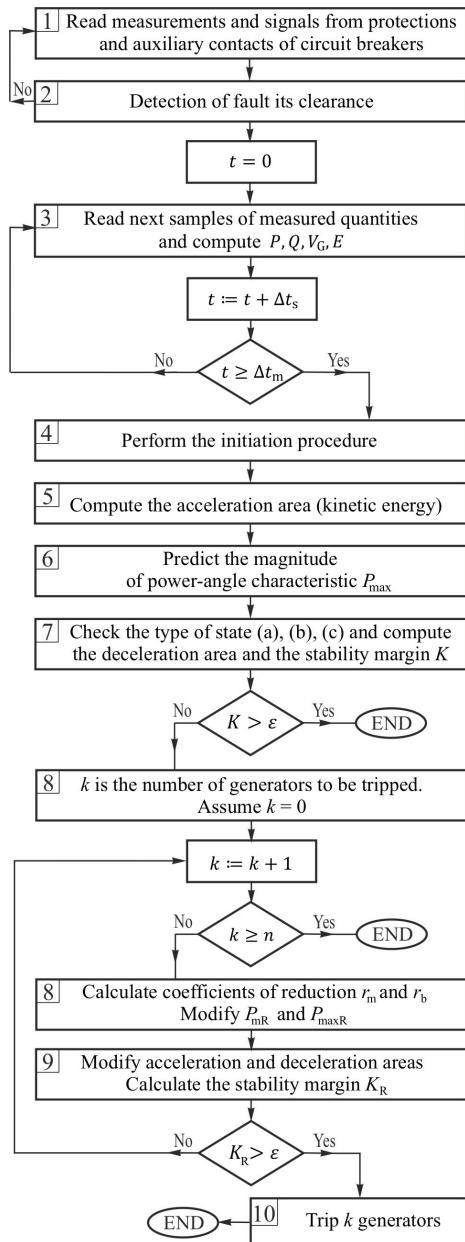 1
Read measurements and signals from protections
and auxiliary contacts of circuit breakers
No
2
Detection of fault its clearance
t = 0
3
Read next samples of measured quantities
and compute P, Q, V_G, E
t ≔ t + Δt_s
No
t ≥ Δt_m
Yes
4
Perform the initiation procedure
5
Compute the acceleration area (kinetic energy)
6
Predict the magnitude
of power-angle characteristic P_max
7
Check the type of state (a), (b), (c) and compute
the deceleration area and the stability margin K
No
K > ε
Yes
END
8
k is the number of generators to be tripped.
Assume k = 0
k ≔ k + 1
No
k ≥ n
Yes
END
8
Calculate coefficients of reduction r_m and r_b
Modify P_mR and P_maxR
9
Modify acceleration and deceleration areas
Calculate the stability margin K_R
No
K_R > ε
Yes
END
10
Trip k generators